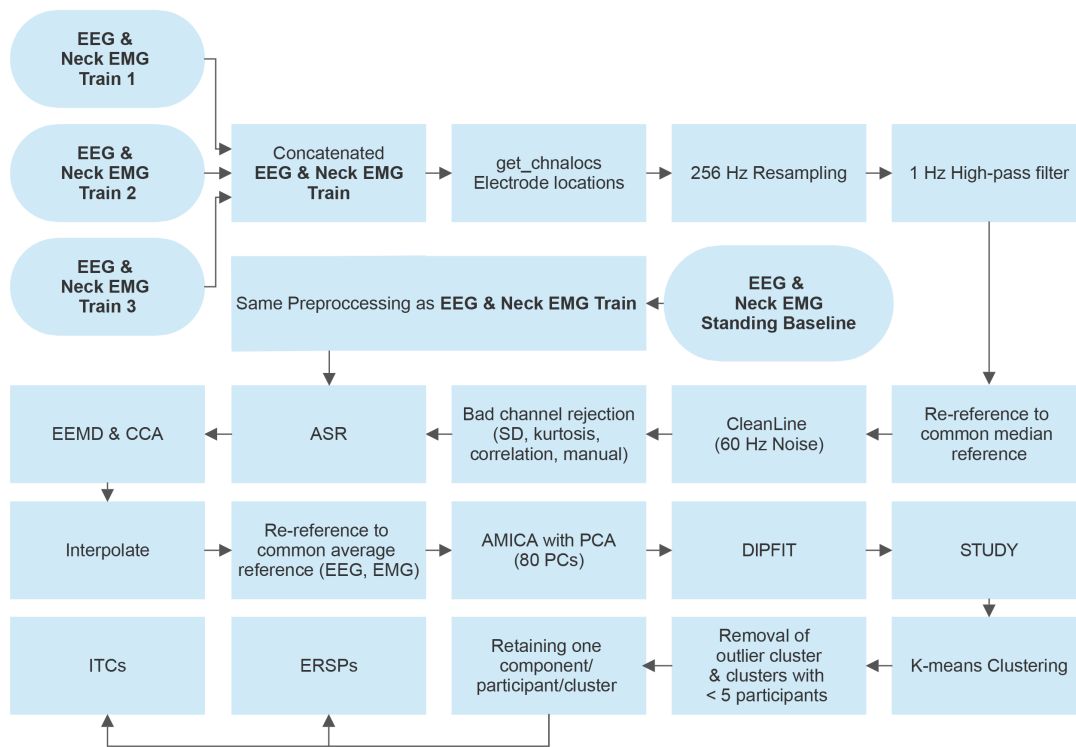 EEG &
Neck EMG
Train 1
EEG &
Neck EMG
Train 2
EEG &
Neck EMG
Train 3
Concatenated
EEG & Neck EMG
Train
get_chnalocs
Electrode locations
256 Hz Resampling
1 Hz High-pass filter
Same Preproccessing as EEG & Neck EMG Train
EEG &
Neck EMG
Standing Baseline
EEMD & CCA
ASR
Bad channel rejection
(SD, kurtosis,
correlation, manual)
CleanLine
(60 Hz Noise)
Re-reference to
common median
reference
Interpolate
Re-reference to
common average
reference (EEG, EMG)
AMICA with PCA
(80 PCs)
DIPFIT
STUDY
ITCs
ERSPs
Retaining one
component/
participant/cluster
Removal of
outlier cluster
& clusters with
< 5 participants
K-means Clustering